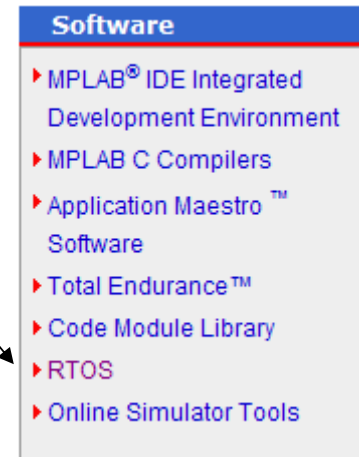 Software
MPLAB® IDE Integrated
Development Environment
MPLAB C Compilers
Application Maestro ™
Software
Total Endurance™
Code Module Library
RTOS
Online Simulator Tools